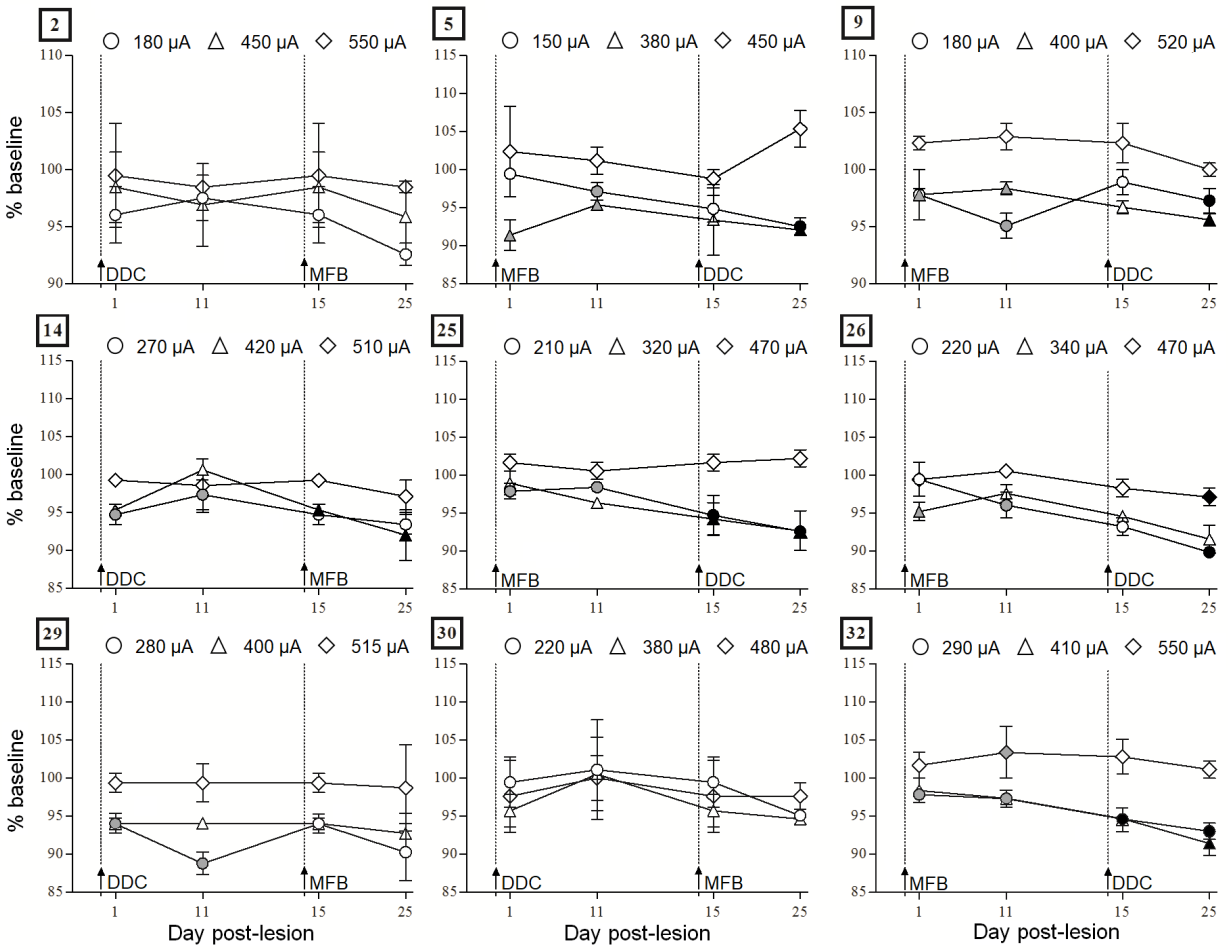 2 5 9
180 µA 450 µA 550 µA 150 µA 380 µA 450 µA 180 µA 400 µA 520 µA
% baseline
110 105 100 95 90
DDC MFB
1 11 15 25
115 110 105 100 95 90 85
MFB DDC
1 11 15 25
110 105 100 95 90
MFB DDC
1 11 15 25
14 25 26
270 µA 420 µA 510 µA 210 µA 320 µA 470 µA 220 µA 340 µA 470 µA
% baseline
115 110 105 100 95 90 85
DDC MFB
1 11 15 25
115 110 105 100 95 90 85
MFB DDC
1 11 15 25
115 110 105 100 95 90 85
MFB DDC
1 11 15 25
29 30 32
280 µA 400 µA 515 µA 220 µA 380 µA 480 µA 290 µA 410 µA 550 µA
% baseline
115 110 105 100 95 90 85
DDC MFB
1 11 15 25
115 110 105 100 95 90 85
DDC MFB
1 11 15 25
115 110 105 100 95 90 85
MFB DDC
1 11 15 25
Day post-lesion Day post-lesion Day post-lesion